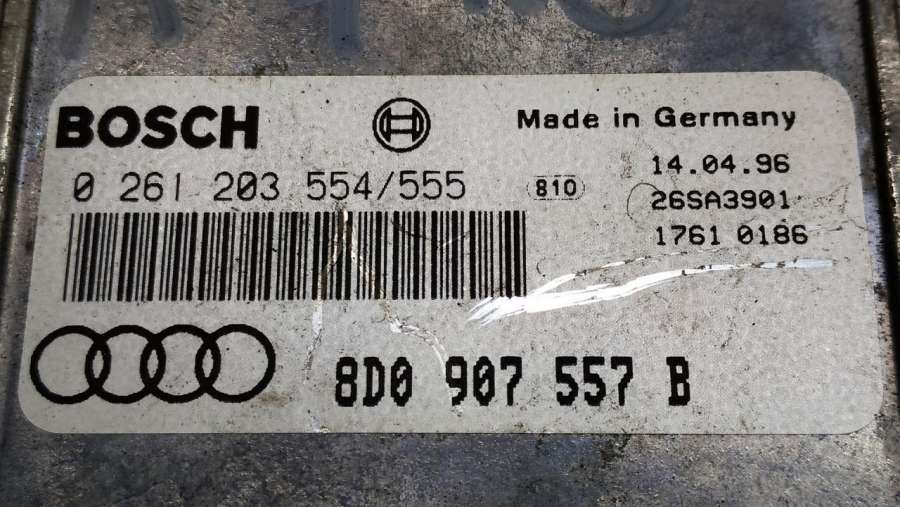 BOSCH
Made in Germany
0 261 203 554/555
810
14.04.96
26SA3901
1761 0186
8D0 907 557 B